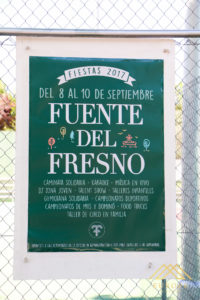 FIESTAS 2017
DEL 8 AL 10 DE SEPTIEMBRE
FUENTE
DEL
FRESNO
CAMINATA SOLIDARIA - KARAOKE - MÚSICA EN VIVO
DJ ZONA JOVEN - TALENT SHOW - TALLERES INFANTILES
GYMKHANA SOLIDARIA - CAMPEONATOS DEPORTIVOS
CAMPEONATOS DE MUS Y DOMINÓ - FOOD TRUCKS
TALLER DE CIRCO EN FAMILIA